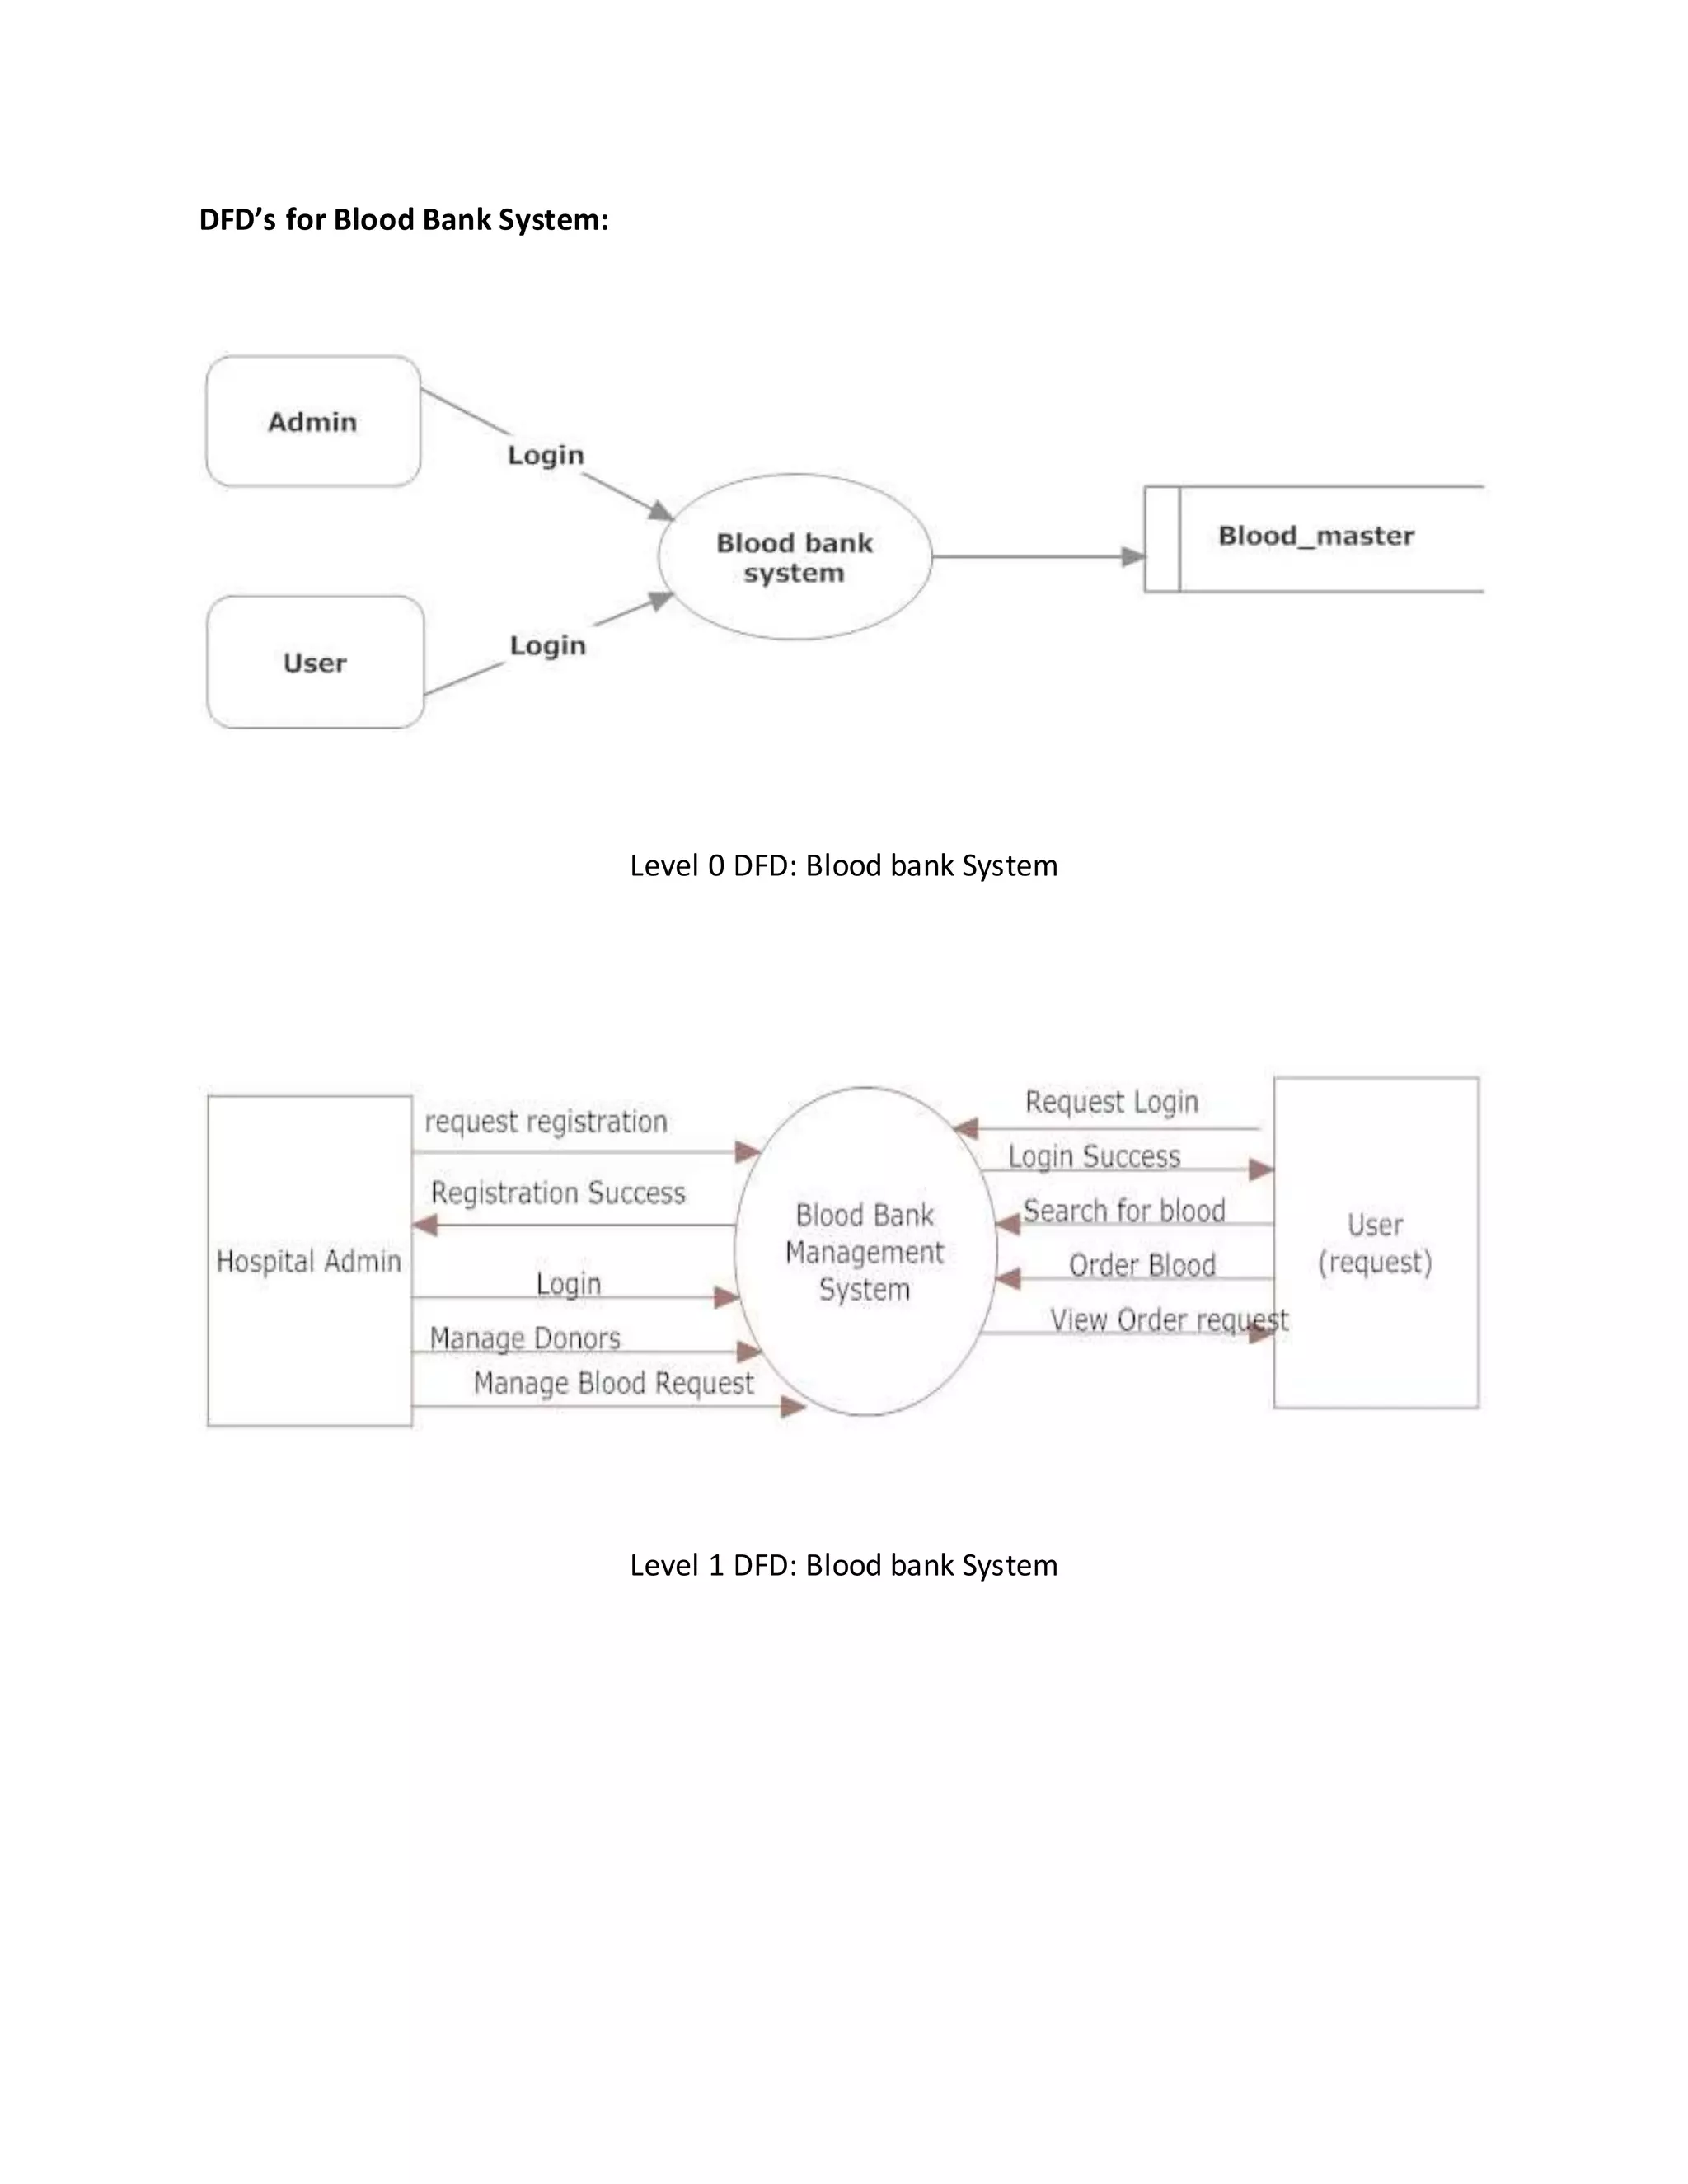 DFD’s for Blood Bank System:
Admin
Login
Blood bank
system
Blood_master
Login
User
Level 0 DFD: Blood bank System
request registration
Registration Success
Hospital Admin
Login
Manage Donors
Manage Blood Request
Blood Bank
Management
System
Request Login
Login Success
Search for blood
Order Blood
View Order request
User
(request)
Level 1 DFD: Blood bank System